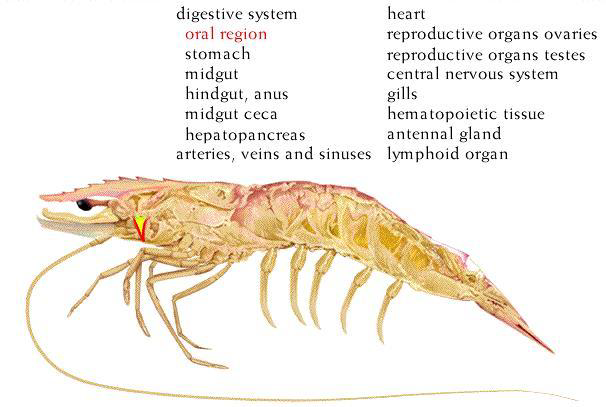 digestive system
oral region
stomach
midgut
hindgut, anus
midgut ceca
hepatopancreas
arteries, veins and sinuses
heart
reproductive organs ovaries
reproductive organs testes
central nervous system
gills
hematopoietic tissue
antennal gland
lymphoid organ